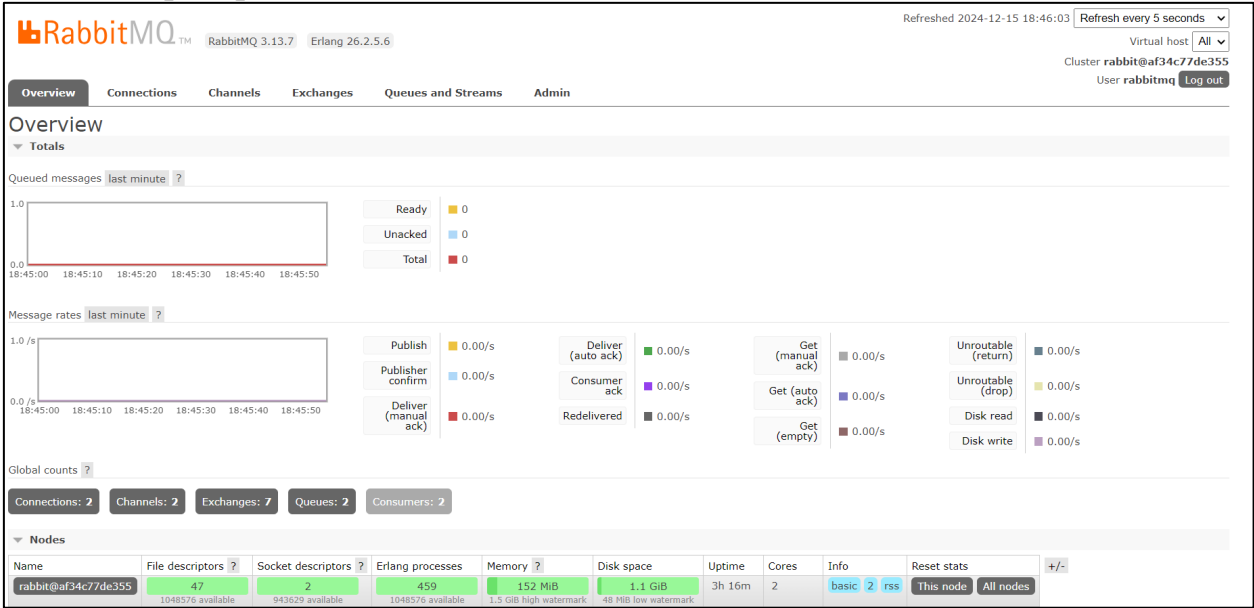 Refreshed 2024-12-15 18:46:03 Refresh every 5 seconds
RabbitMQ TM RabbitMQ 3.13.7 Erlang 26.2.5.6
Virtual host All
Cluster rabbit@af34c77de355
User rabbitmq Log out
Overview Connections Channels Exchanges Queues and Streams Admin
Overview
Totals
Queued messages last minute ?
1.0
0.0
18:45:00 18:45:10 18:45:20 18:45:30 18:45:40 18:45:50
Ready 0
Unacked 0
Total 0
Message rates last minute ?
1.0 /s
0.0 /s
18:45:00 18:45:10 18:45:20 18:45:30 18:45:40 18:45:50
Publish 0.00/s
Publisher
confirm 0.00/s
Deliver
(manual
ack) 0.00/s
Deliver
(auto ack) 0.00/s
Consumer
ack 0.00/s
Redelivered 0.00/s
Get
(manual
ack) 0.00/s
Get (auto
ack) 0.00/s
Get
(empty) 0.00/s
Unroutable
(return) 0.00/s
Unroutable
(drop) 0.00/s
Disk read 0.00/s
Disk write 0.00/s
Global counts ?
Connections: 2 Channels: 2 Exchanges: 7 Queues: 2 Consumers: 2
Nodes
Name File descriptors ? Socket descriptors ? Erlang processes Memory ? Disk space Uptime Cores Info Reset stats +/-
rabbit@af34c77de355 47 2 459 152 MiB 1.1 GiB 3h 16m 2 basic 2 rss This node All nodes
1048576 available 943629 available 1048576 available 1.5 GiB high watermark 48 MiB low watermark